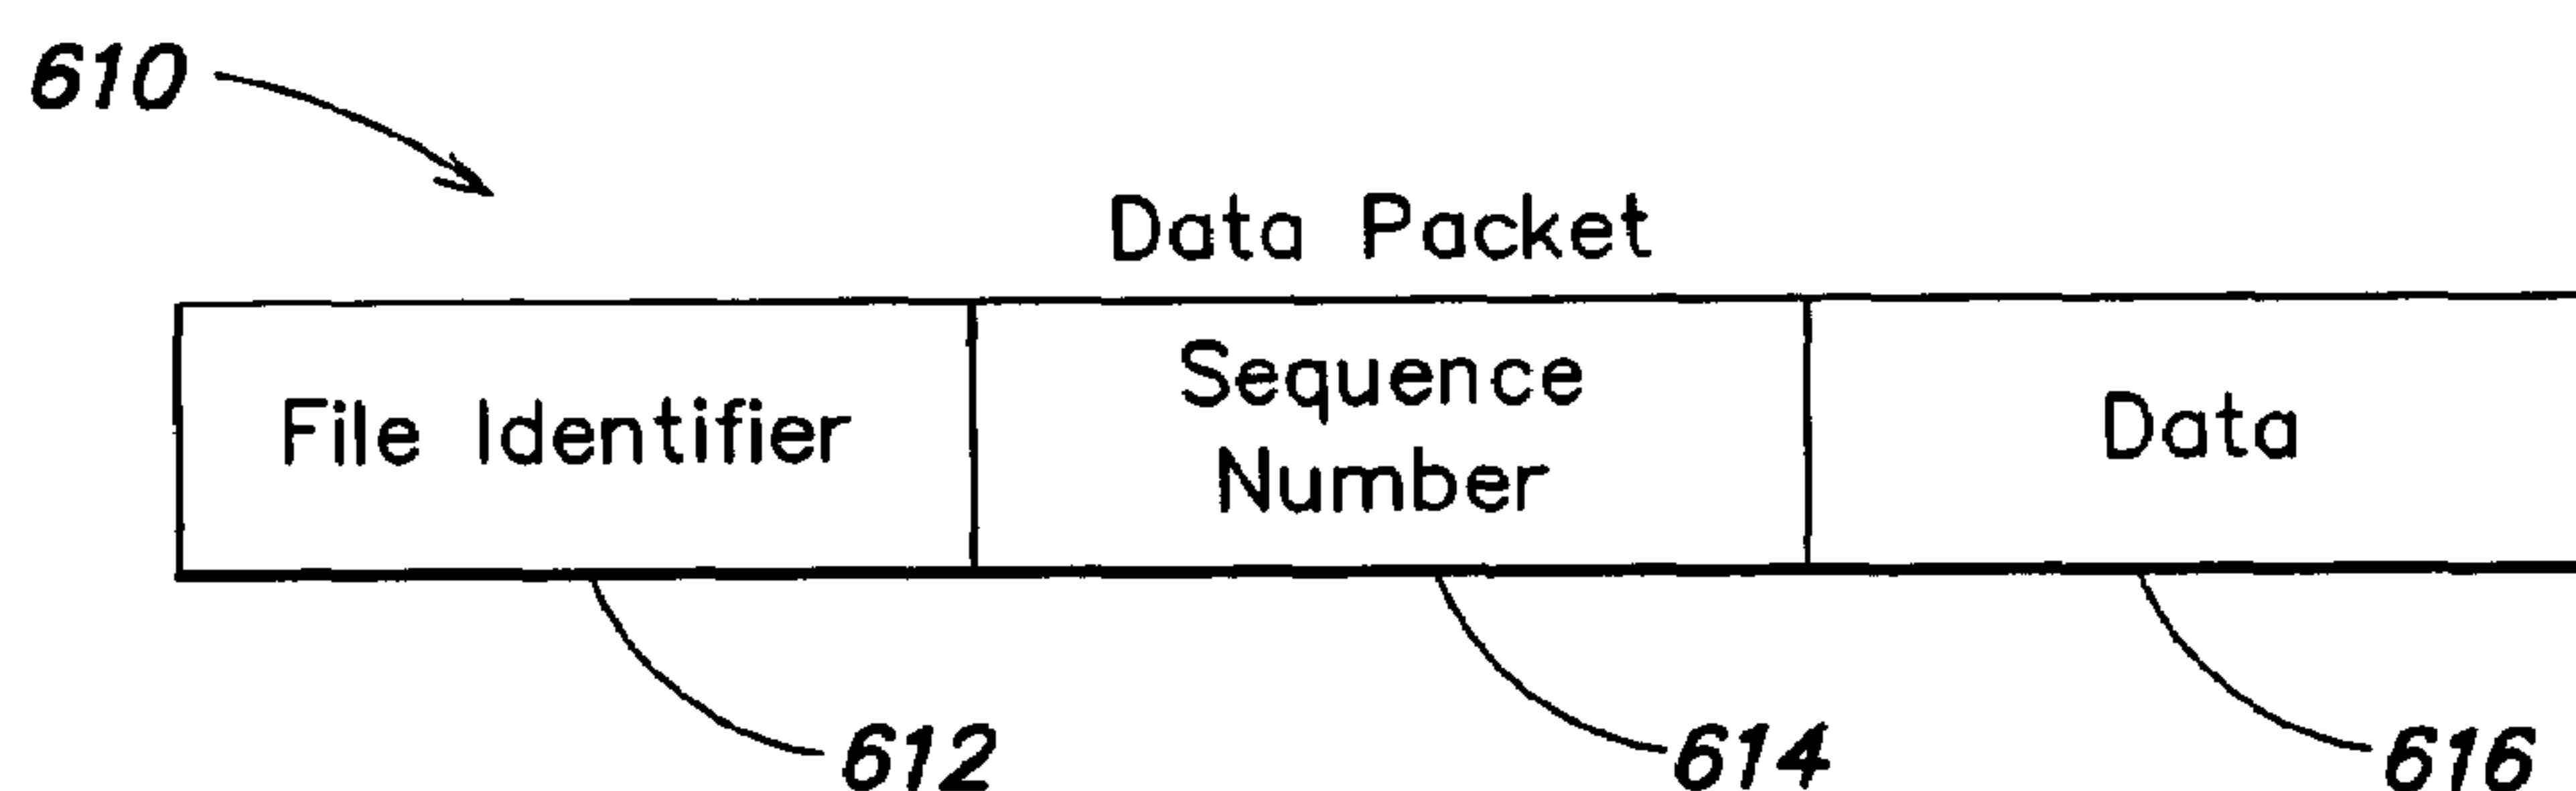 610
Data Packet
File Identifier
Sequence
Number
Data
612
614
616